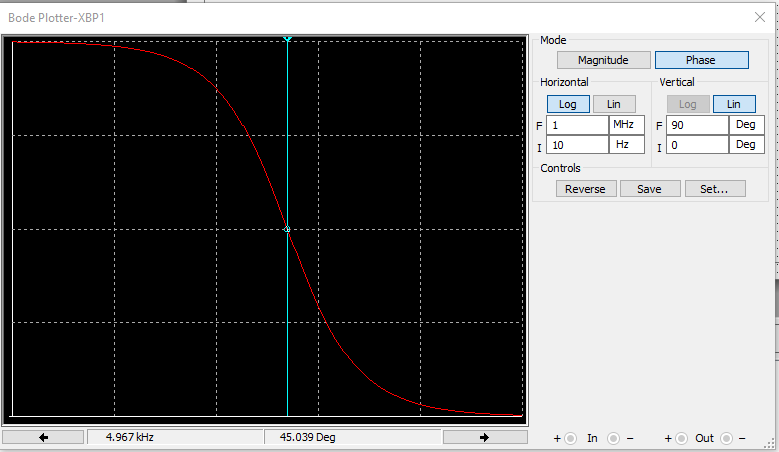 Bode Plotter-XBP1
Mode
Magnitude Phase
Horizontal Vertical
Log Lin Log Lin
F 1 MHz F 90 Deg
I 10 Hz I 0 Deg
Controls
Reverse Save Set...
4.967 kHz 45.039 Deg + In - + Out -